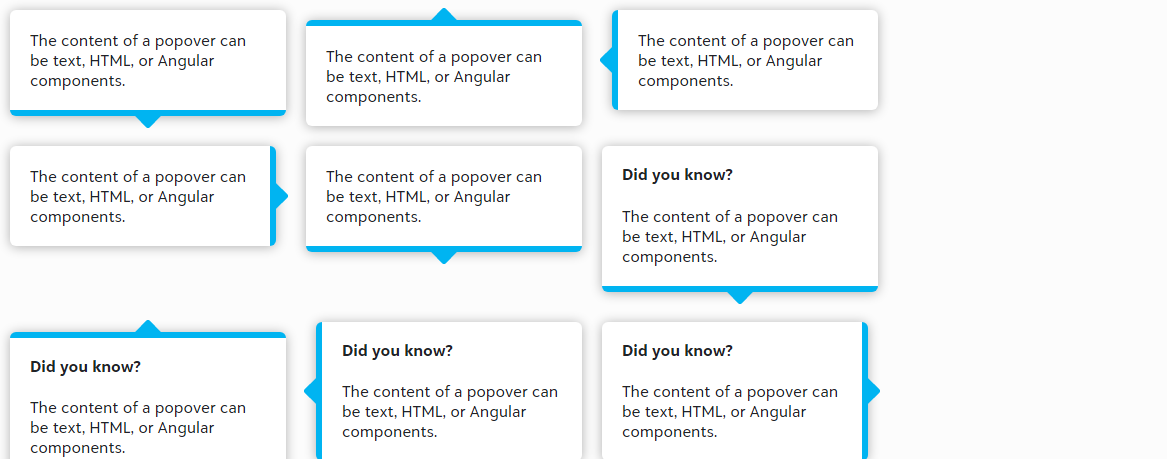 The content of a popover can
be text, HTML, or Angular
components.
The content of a popover can
be text, HTML, or Angular
components.
The content of a popover can
be text, HTML, or Angular
components.
The content of a popover can
be text, HTML, or Angular
components.
The content of a popover can
be text, HTML, or Angular
components.
Did you know?
The content of a popover can
be text, HTML, or Angular
components.
Did you know?
The content of a popover can
be text, HTML, or Angular
components.
Did you know?
The content of a popover can
be text, HTML, or Angular
components.
Did you know?
The content of a popover can
be text, HTML, or Angular
components.